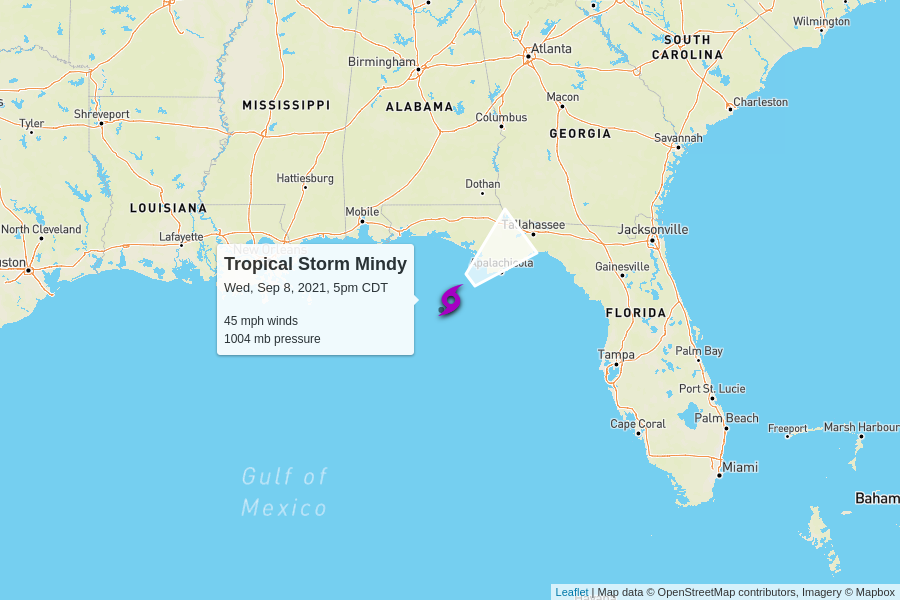 Wilmington
SOUTH
CAROLINA
Atlanta
Birmingham
MISSISSIPPI
ALABAMA
Macon
Charleston
Shreveport
Tyler
Columbus
GEORGIA
Savannah
Hattiesburg
Dothan
LOUISIANA
Mobile
Tallahassee
North Cleveland
Lafayette
Jacksonville
New Orleans
uston
Apalachicola
Gainesville
Tropical Storm Mindy
Wed, Sep 8, 2021, 5pm CDT
45 mph winds
1004 mb pressure
FLORIDA
Tampa
Palm Bay
Port St. Lucie
Cape Coral
Palm Beach
Freeport
Marsh Harbour
Miami
Gulf of
Mexico
Baham
Leaflet | Map data © OpenStreetMap contributors, Imagery © Mapbox